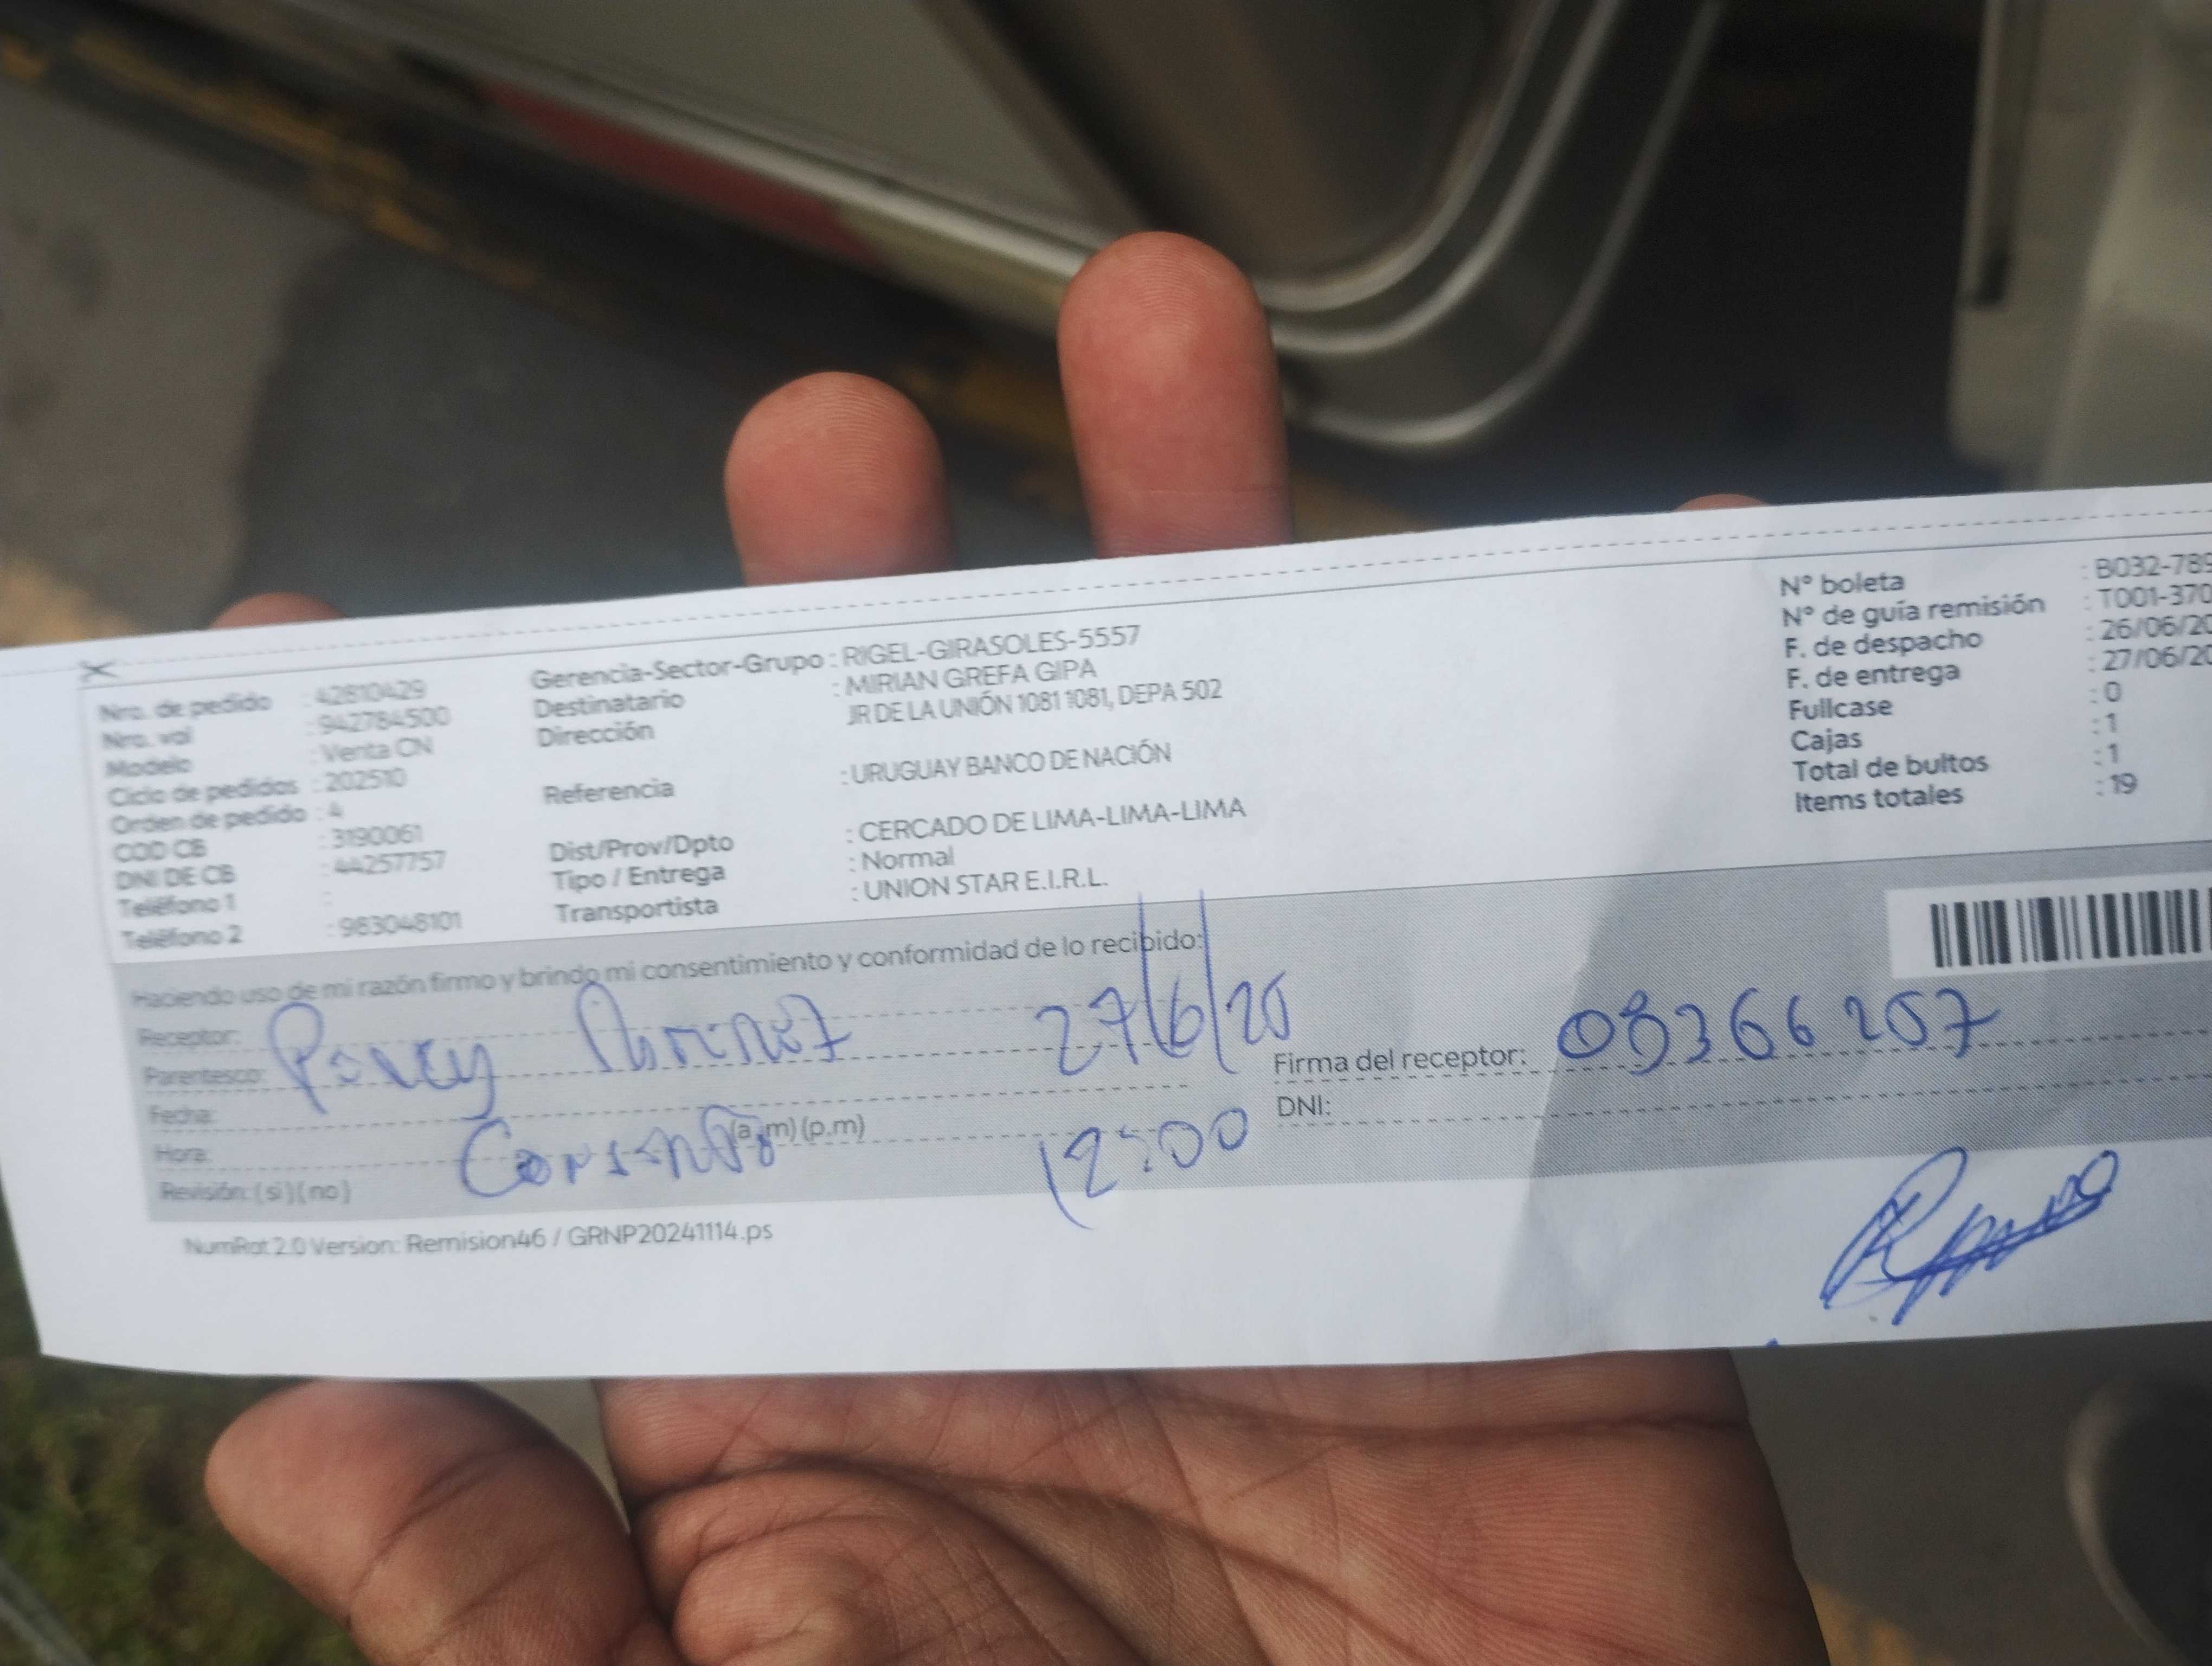 Nro. de pedido : 42810429
Nro. val : 942784500
Modelo : Venta CN
Ciclo de pedidos : 202510
Orden de pedido : 4
COD CB : 3190061
DNI DE CB : 44257757
Teléfono 1 :
Teléfono 2 : 983048101
Gerencia-Sector-Grupo : RIGEL-GIRASOLES-5557
Destinatario : MIRIAN GREFA GIPA
Dirección JR DE LA UNIÓN 1081 1081, DEPA 502
Referencia : URUGUAY BANCO DE NACIÓN
Dist/Prov/Dpto : CERCADO DE LIMA-LIMA-LIMA
Tipo / Entrega : Normal
Transportista : UNION STAR E.I.R.L.
N° boleta : B032-789
N° de guía remisión : T001-370
F. de despacho : 26/06/20
F. de entrega : 27/06/20
Fullcase : 0
Cajas : 1
Total de bultos : 1
Items totales : 19
Haciendo uso de mi razón firmo y brindo mi consentimiento y conformidad de lo recibido:
Receptor:
Parentesco: 27/6/25
Fecha:
Hora: (a.m) (p.m) 12:00
Revisión: (si) (no)
Firma del receptor: 09366257
DNI:
NumRot 2.0 Version: Remision46 / GRNP20241114.ps